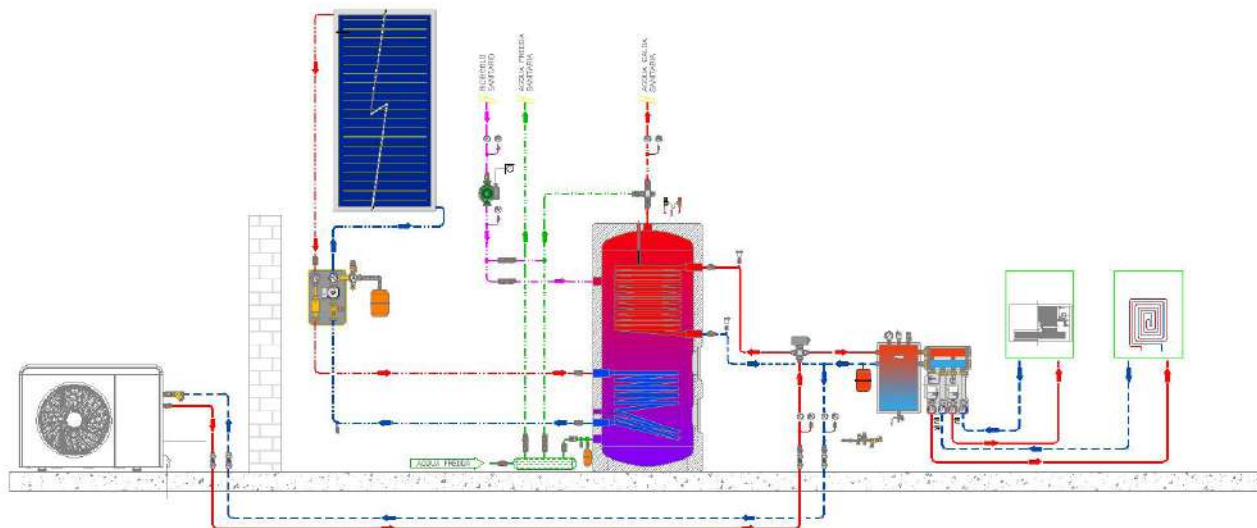 RICIRCOLO
SANITARIO
ACQUA FREDDA
SANITARIA
ACQUA CALDA
SANITARIA
ACQUA FREDDA